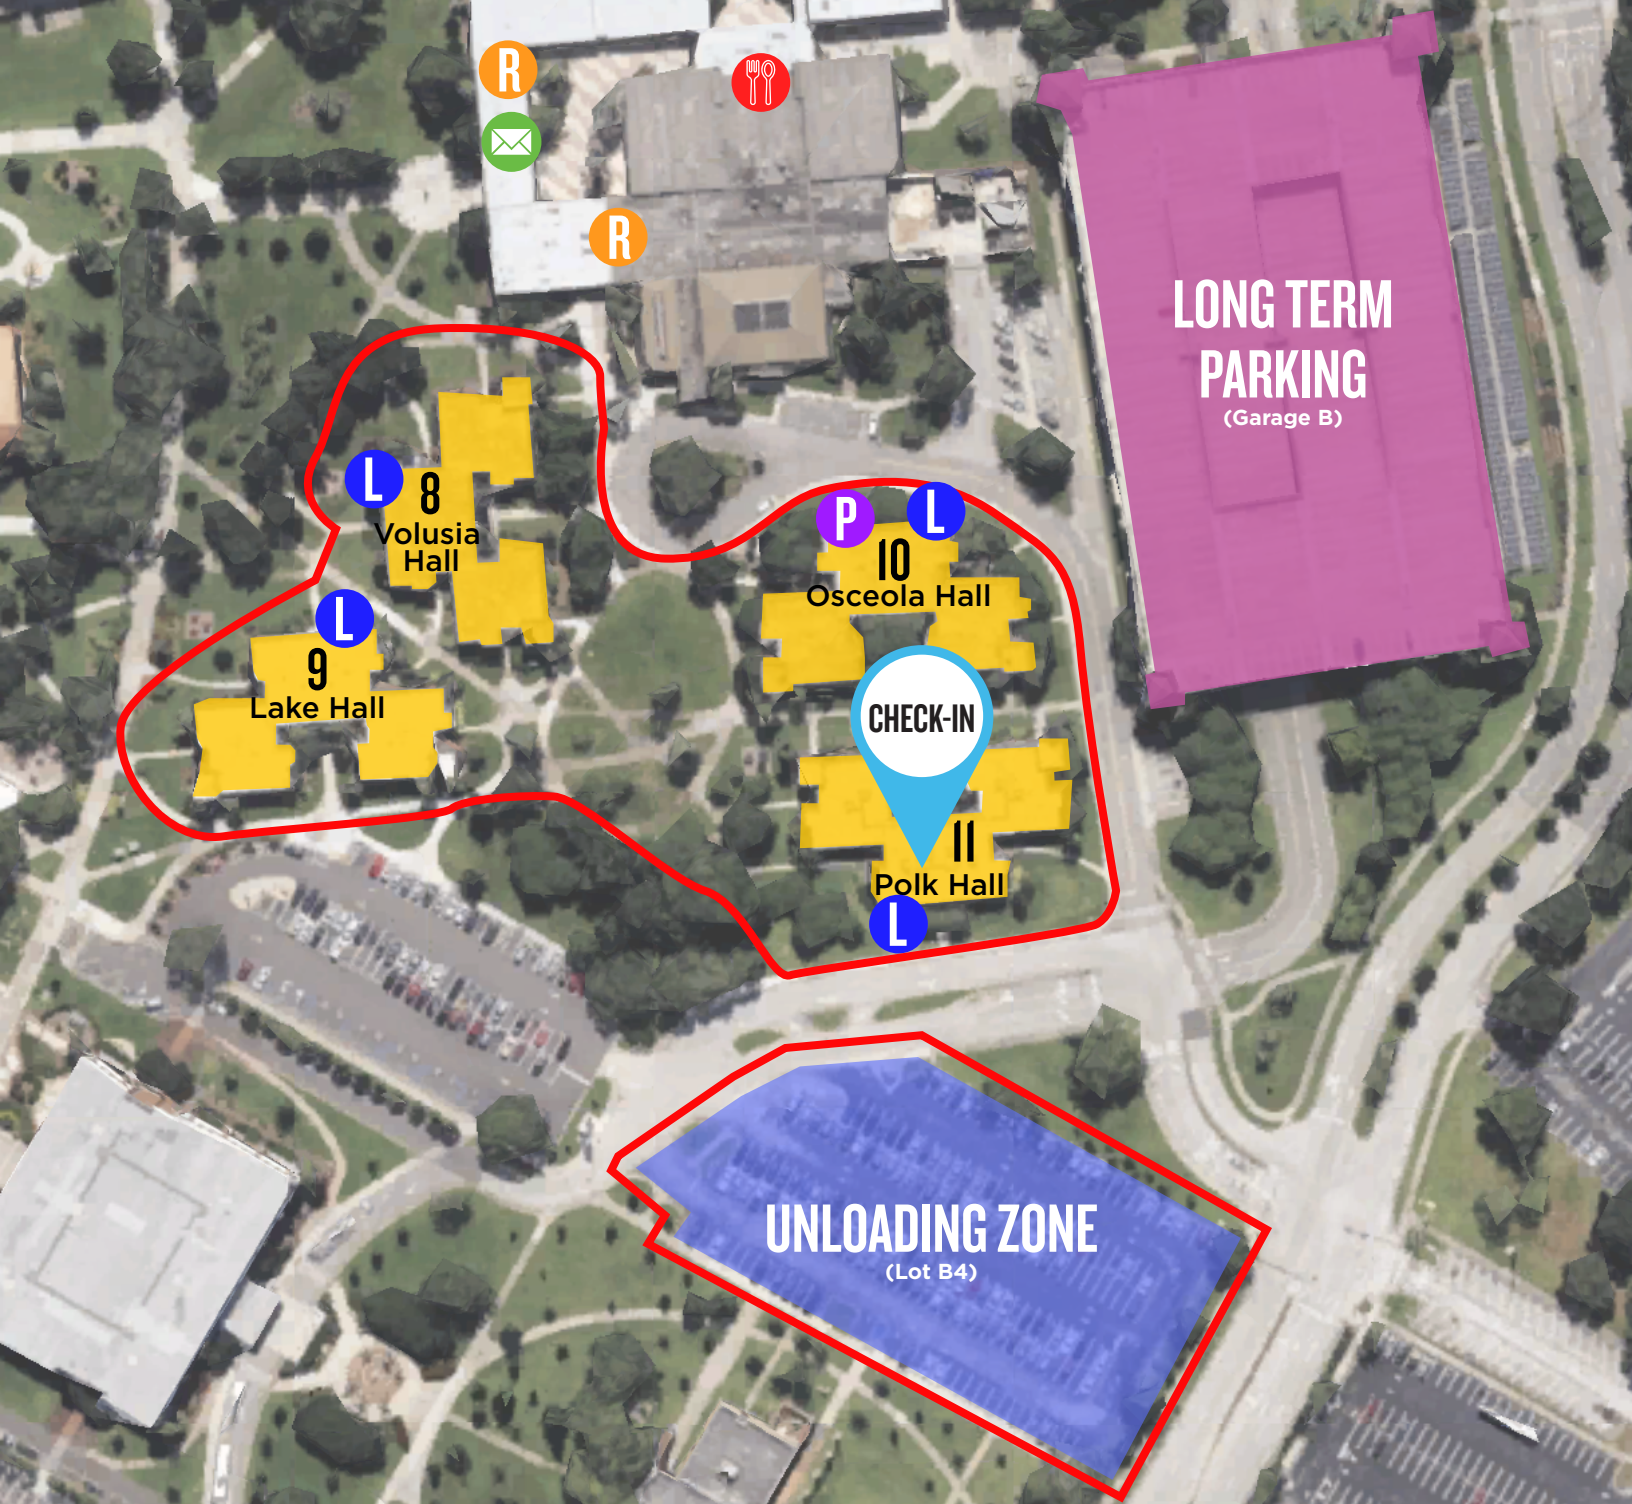 R
R
LONG TERM
PARKING
(Garage B)
L
8
Volusia
Hall
P
L
10
Osceola Hall
L
9
Lake Hall
CHECK-IN
11
Polk Hall
L
UNLOADING ZONE
(Lot B4)